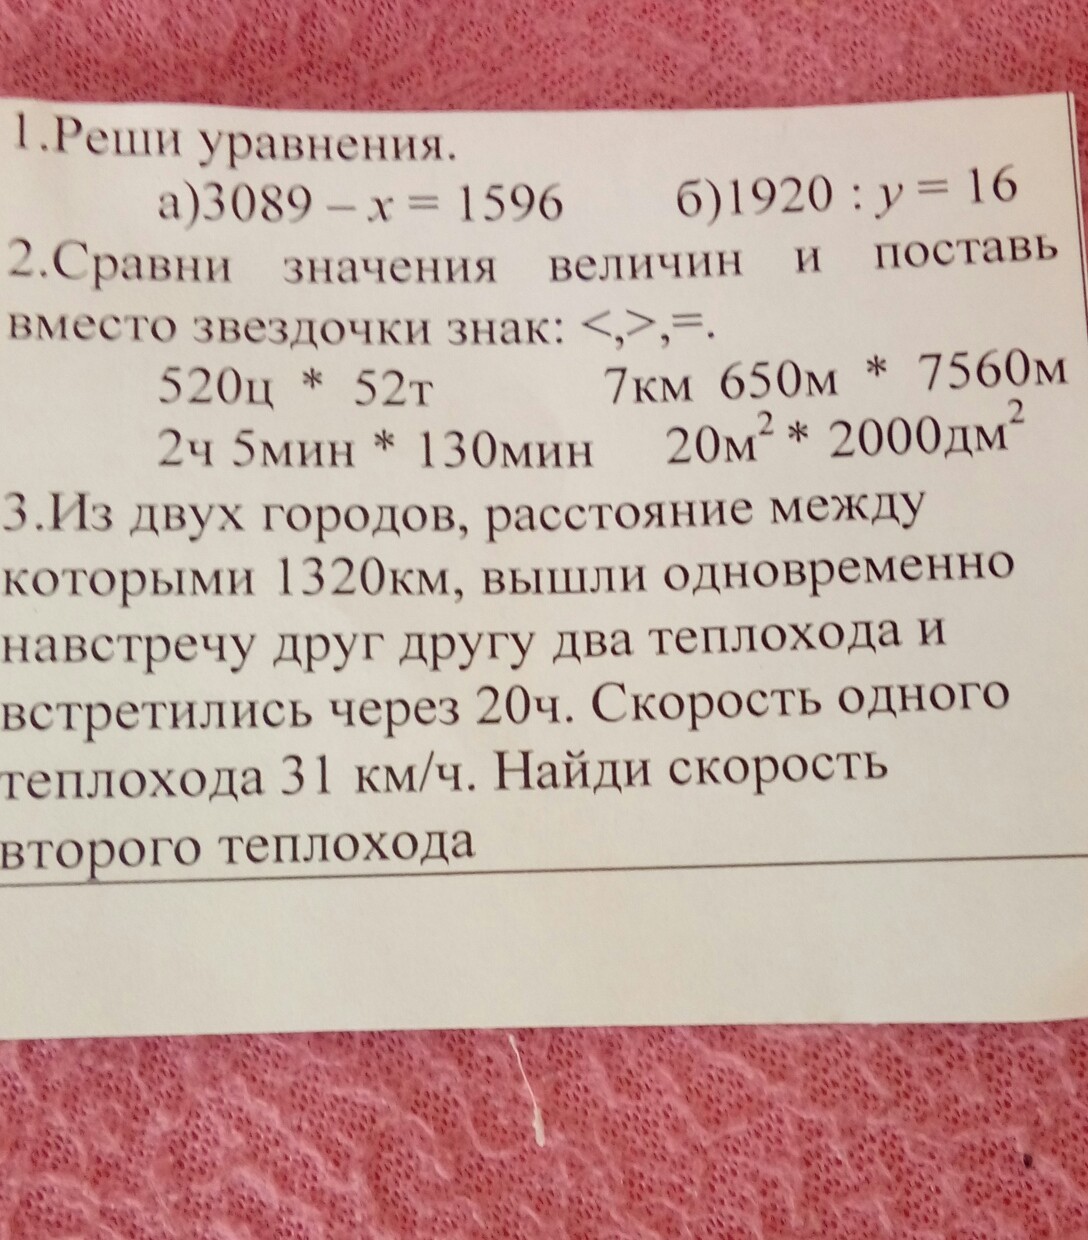 1.Реши уравнения.
а)3089 – x = 1596 б)1920 : y = 16
2.Сравни значения величин и поставь
вместо звездочки знак: <,>,=.
520ц * 52т 7км 650м * 7560м
2ч 5мин * 130мин 20м² * 2000дм²
3.Из двух городов, расстояние между
которыми 1320км, вышли одновременно
навстречу друг другу два теплохода и
встретились через 20ч. Скорость одного
теплохода 31 км/ч. Найди скорость
второго теплохода